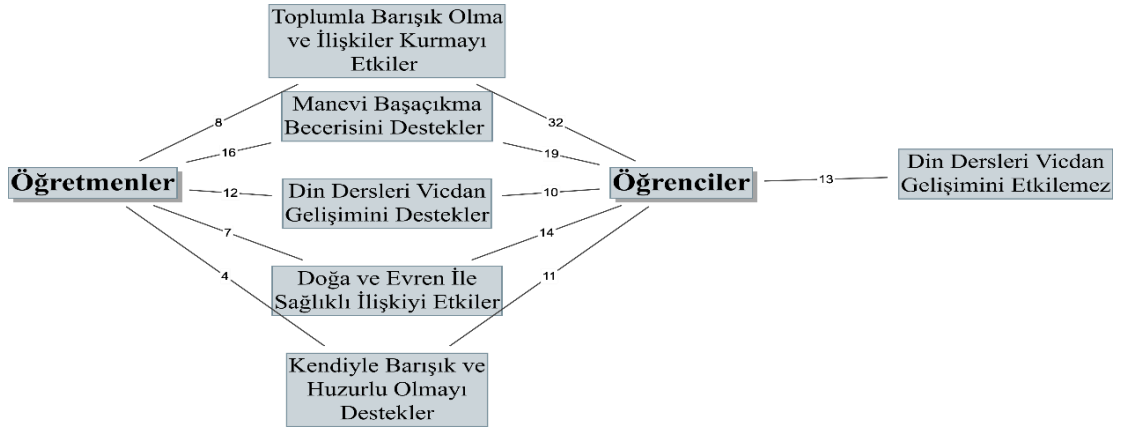 Toplumla Barışık Olma
ve İlişkiler Kurmayı
Etkiler
8
32
Manevi Başaçıkma
Becerisini Destekler
16
19
Öğretmenler
Öğrenciler
13
Din Dersleri Vicdan
Gelişimini Etkilemez
12
Din Dersleri Vicdan
Gelişimini Destekler
10
7
14
Doğa ve Evren İle
Sağlıklı İlişkiyi Etkiler
4
11
Kendiyle Barışık ve
Huzurlu Olmayı
Destekler